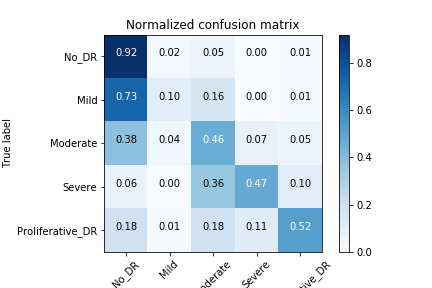 Normalized confusion matrix
No_DR 0.92 0.02 0.05 0.00 0.01
Mild 0.73 0.10 0.16 0.00 0.01
Moderate 0.38 0.04 0.46 0.07 0.05
Severe 0.06 0.00 0.36 0.47 0.10
Proliferative_DR 0.18 0.01 0.18 0.11 0.52
True label
No_DR Mild oderate Severe tive_DR
0.8
0.6
0.4
0.2
0.0